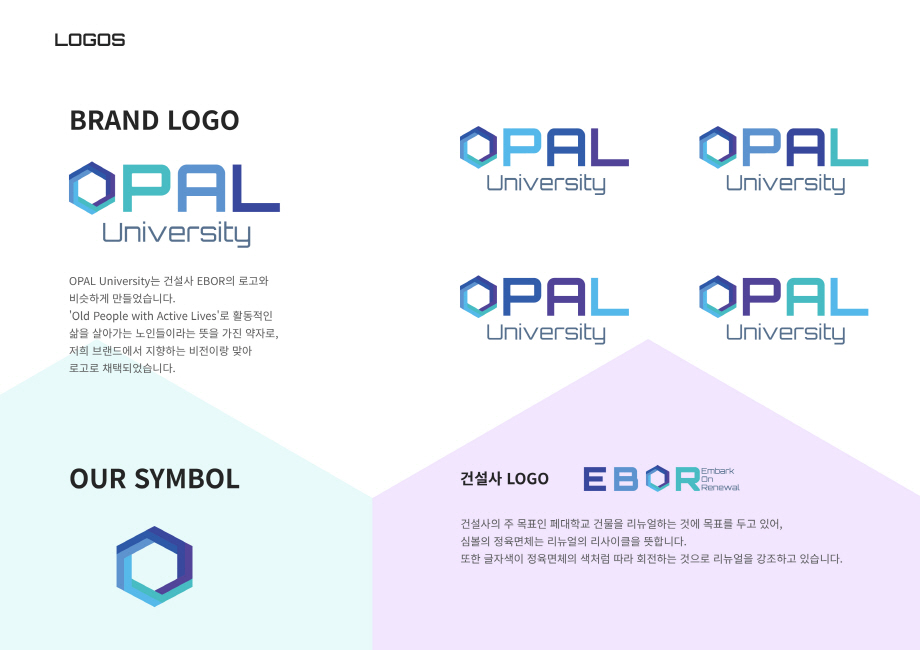 LOGOS
BRAND LOGO
OPAL
University
OPAL University는 건설사 EBOR의 로고와
비슷하게 만들었습니다.
'Old People with Active Lives'로 활동적인
삶을 살아가는 노인들이라는 뜻을 가진 약자로,
저희 브랜드에서 지향하는 비전이랑 맞아
로고로 채택되었습니다.
OPAL
University
OPAL
University
OPAL
University
OPAL
University
OUR SYMBOL
건설사 LOGO
EBOR
Embark
On
Renewal
건설사의 주 목표인 폐대학교 건물을 리뉴얼하는 것에 목표를 두고 있어,
심볼의 정육면체는 리뉴얼의 리사이클을 뜻합니다.
또한 글자색이 정육면체의 색처럼 따라 회전하는 것으로 리뉴얼을 강조하고 있습니다.